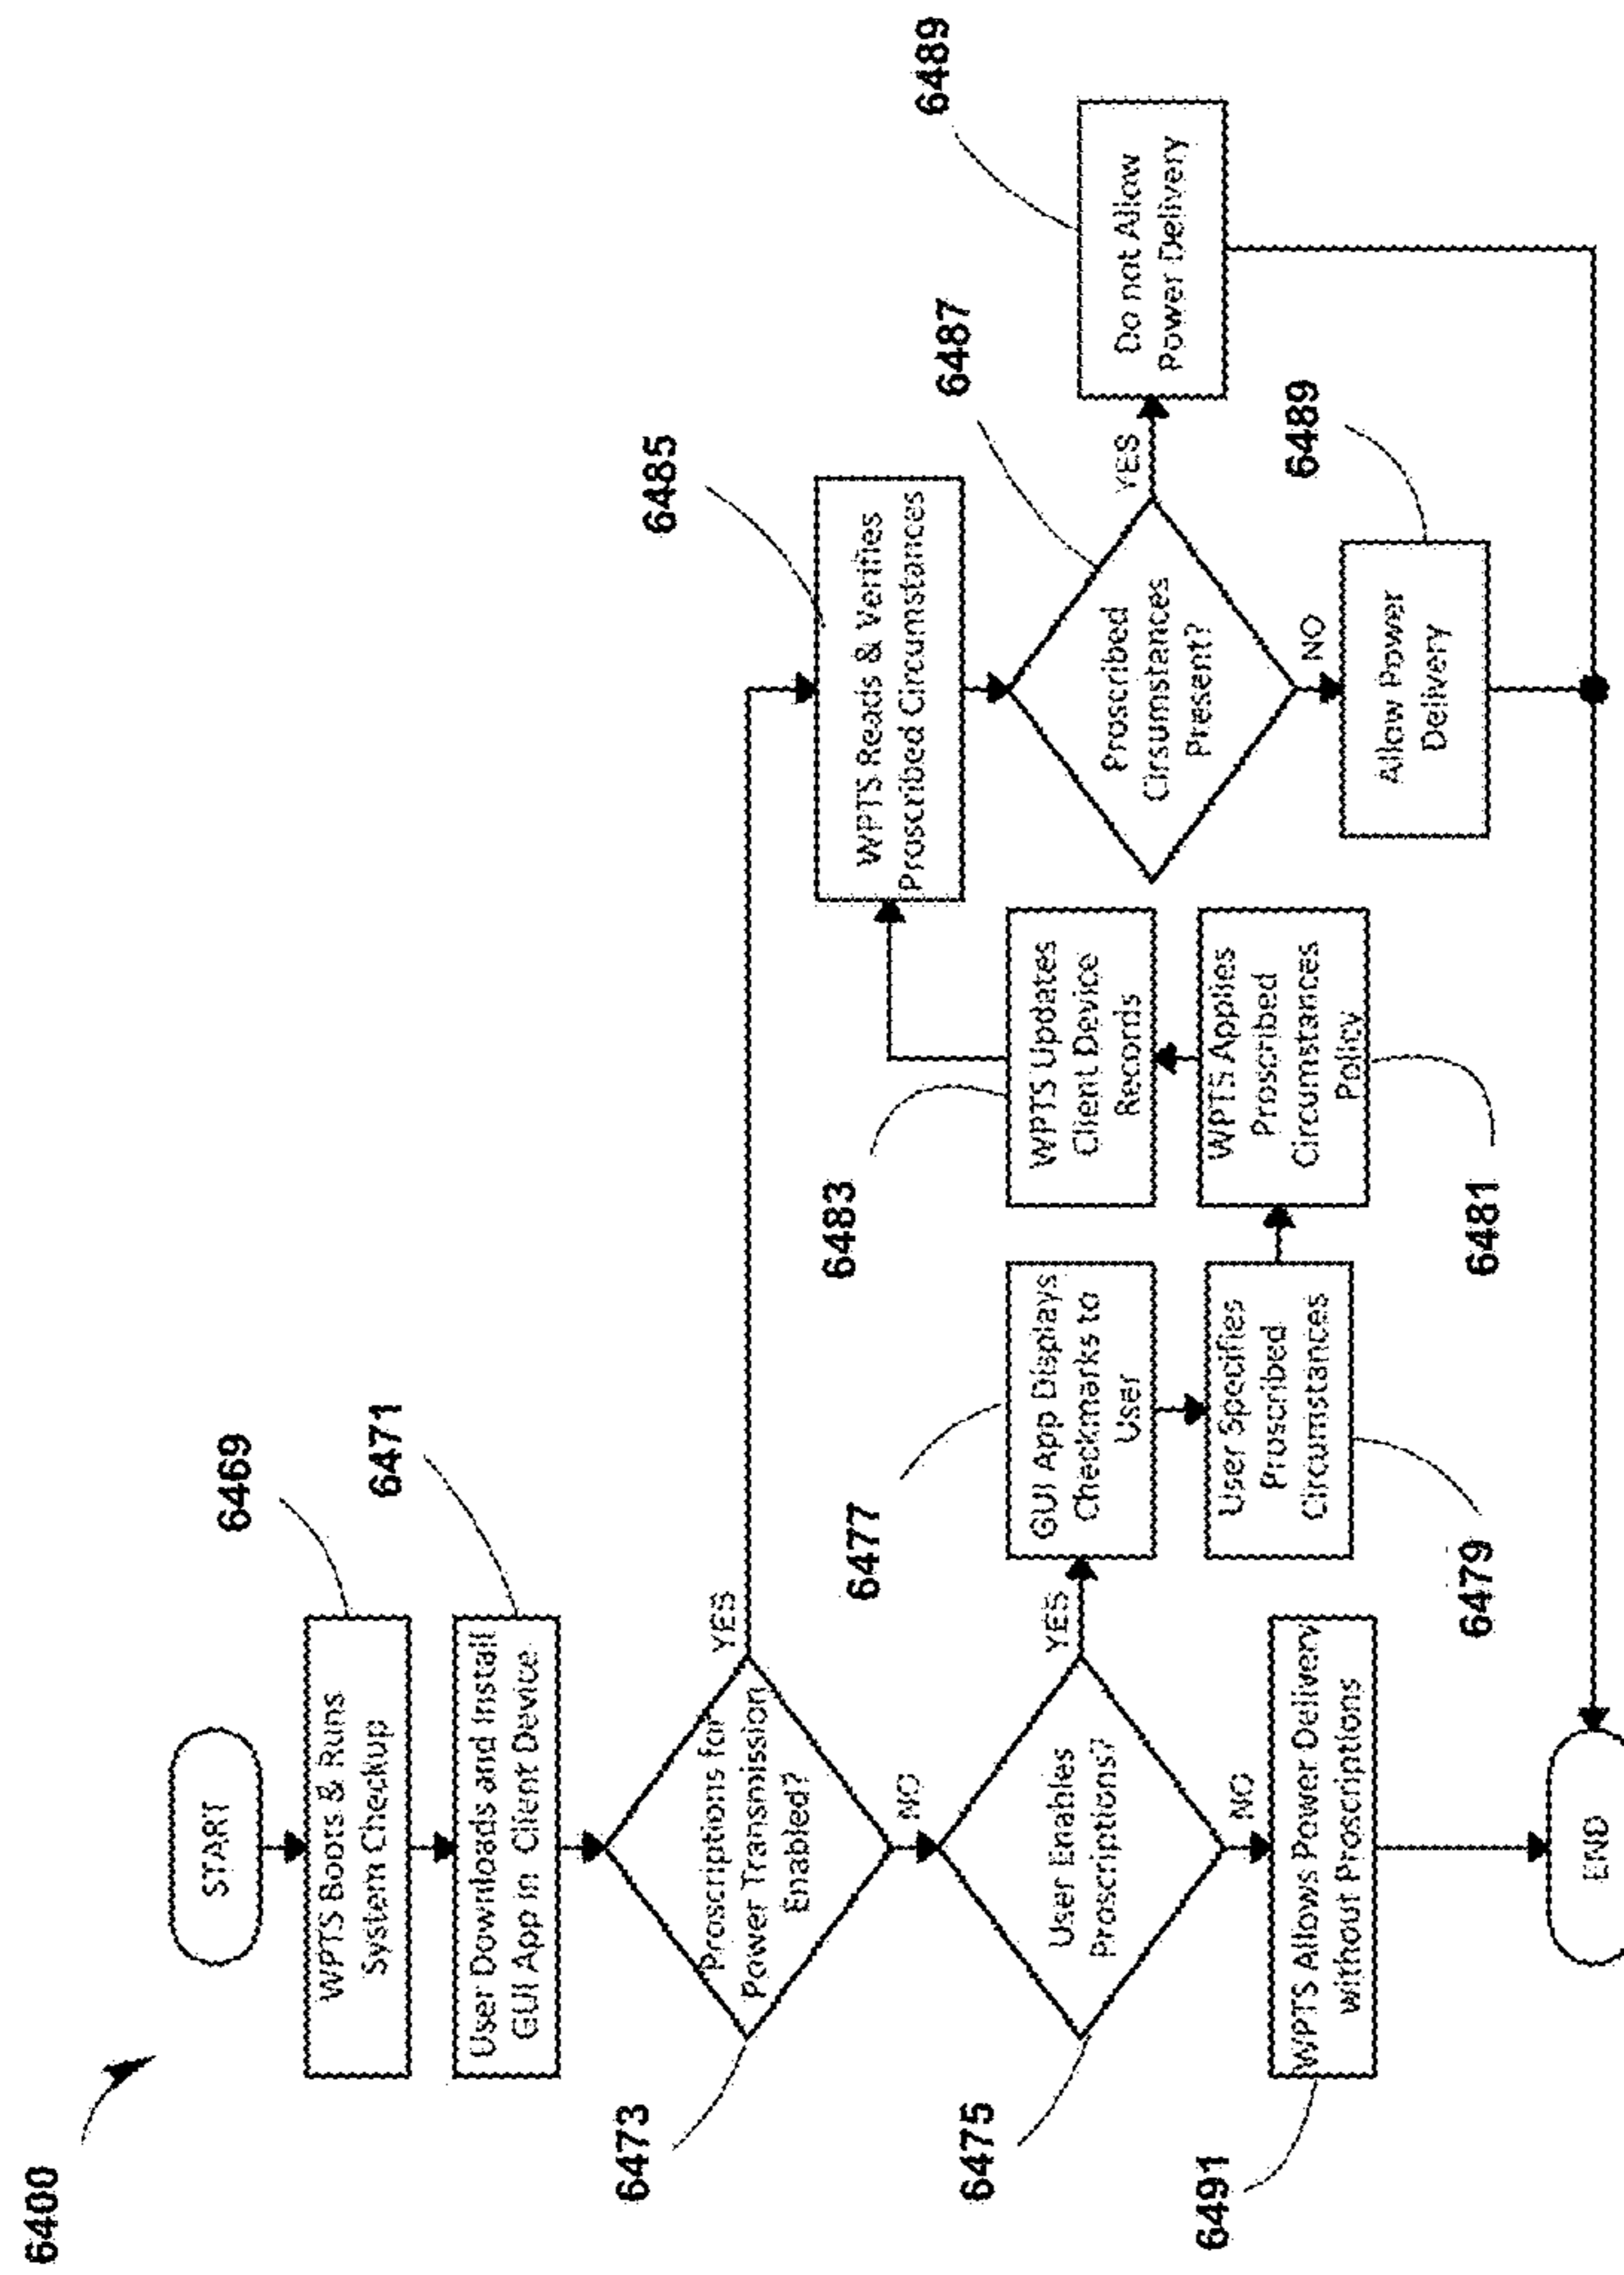 6400
START
6469
WPTS Boots & Runs
System Checkup
6471
User Downloads and Install
GUI App in Client Device
6473
Proscriptions for
Power Transmission
Enabled?
YES
NO
6475
User Enables
Proscriptions?
YES
NO
6491
WPTS Allows Power Delivery
without Proscriptions
6477
GUI App Displays
Checkmarks to
User
6479
User Specifies
Proscribed
Circumstances
6481
WPTS Applies
Proscribed
Circumstances
Policy
6483
WPTS Updates
Client Device
Records
6485
WPTS Reads & Verifies
Proscribed Circumstances
6487
Proscribed
Cirsumstances
Present?
YES
NO
6489
Do not Allow
Power Delivery
6489
Allow Power
Delivery
END